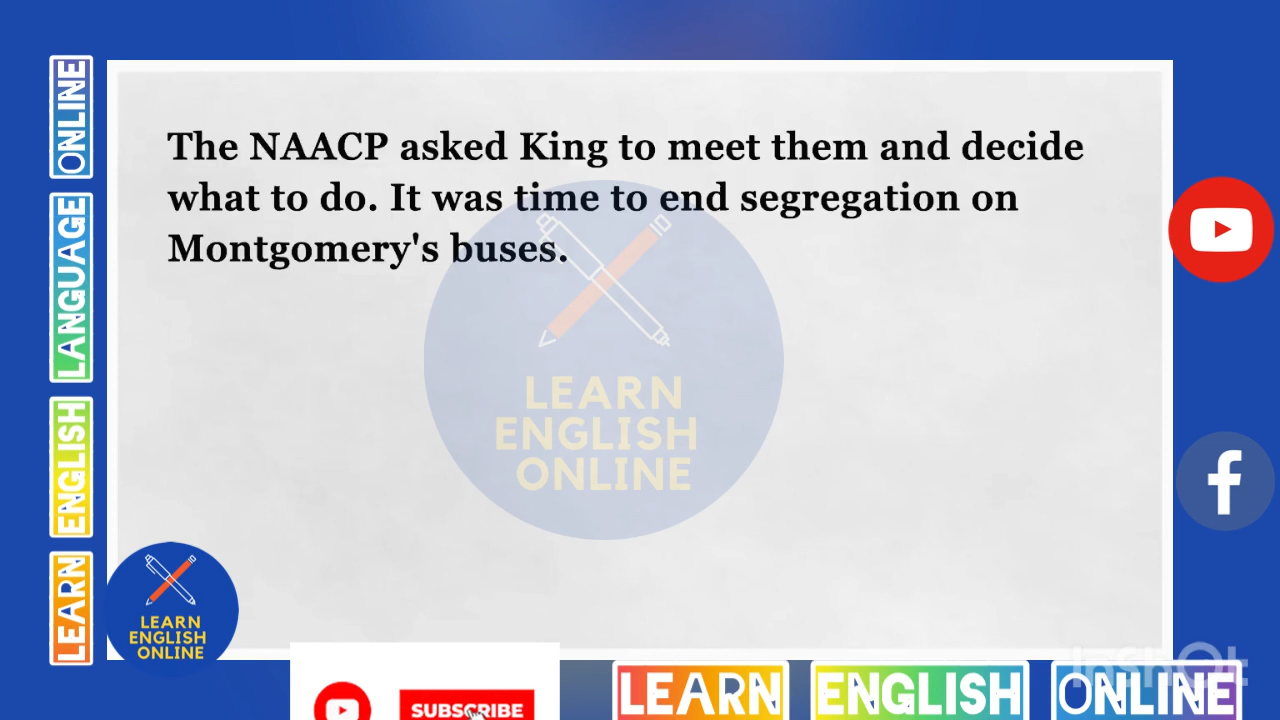 The NAACP asked King to meet them and decide
what to do. It was time to end segregation on
Montgomery's buses.
LEARN
ENGLISH
ONLINE
LEARN ENGLISH LANGUAGE ONLINE
LEARN
ENGLISH
ONLINE
SUBSCRIBE
LEARN ENGLISH ONLINE
InShOt